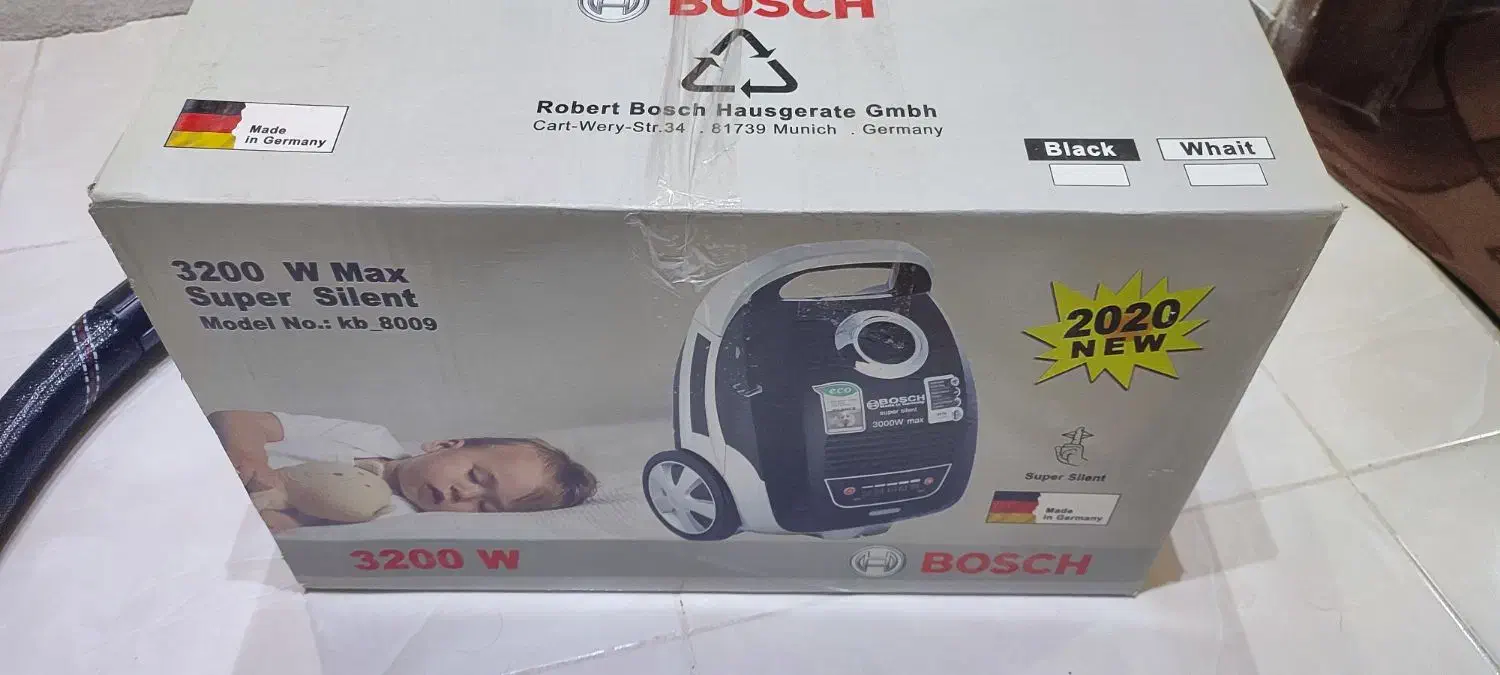 BOSCH
Robert Bosch Hausgerate Gmbh
Cart-Wery-Str.34 . 81739 Munich . Germany
Made
in Germany
Black
Whait
3200 W Max
Super Silent
Model No.: kb_8009
2020
NEW
eco
BOSCH
super silent
3000W max
Super Silent
Made
in Germany
3200 W
BOSCH